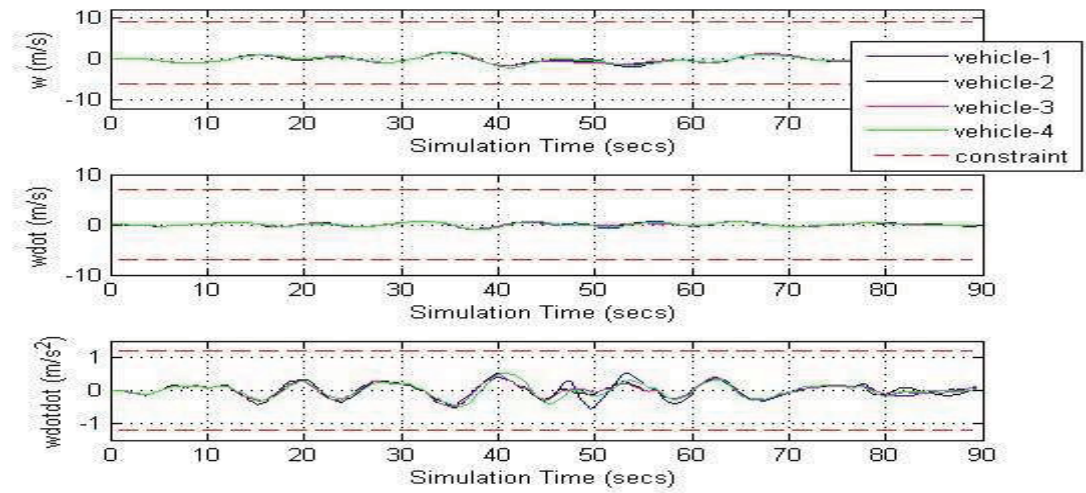 w (m/s)
10
0
-10
0 10 20 30 40 50 60 70
Simulation Time (secs)
vehicle-1
vehicle-2
vehicle-3
vehicle-4
constraint
wdot (m/s)
10
0
-10
0 10 20 30 40 50 60 70 80 90
Simulation Time (secs)
wdotdot (m/s²)
1
0
-1
0 10 20 30 40 50 60 70 80 90
Simulation Time (secs)